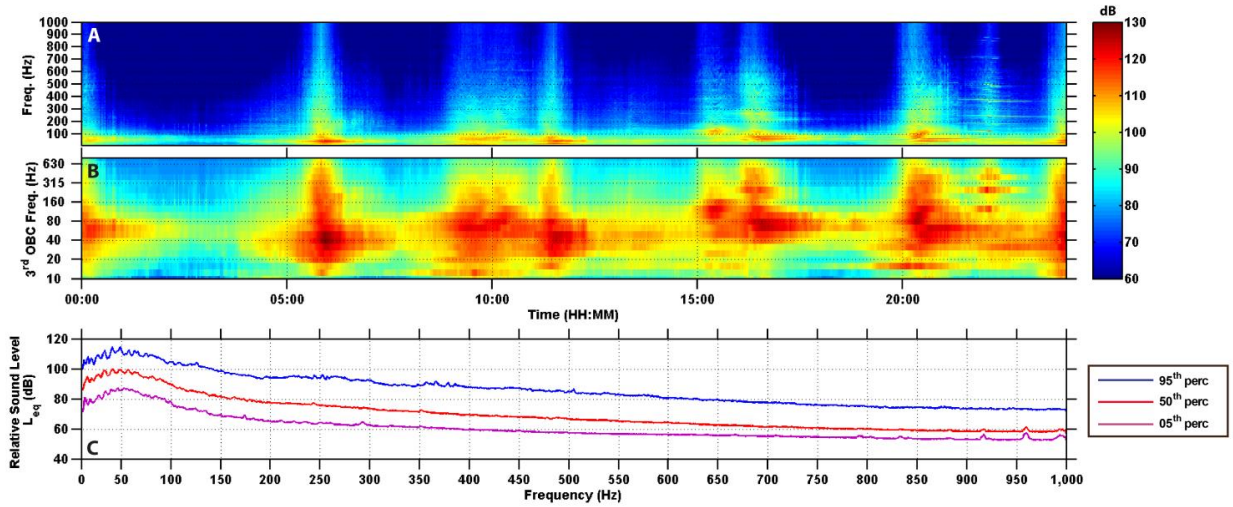 dB
A
1000
900
800
700
600
500
400
300
200
100
Freq. (Hz)
130
120
110
100
90
80
70
60
B
630
315
160
80
40
20
10
3rd OBC Freq. (Hz)
00:00 05:00 10:00 15:00 20:00
Time (HH:MM)
120
100
80
60
40
Relative Sound Level
Leq (dB)
C
0 50 100 150 200 250 300 350 400 450 500 550 600 650 700 750 800 850 900 950 1,000
Frequency (Hz)
95th perc
50th perc
05th perc